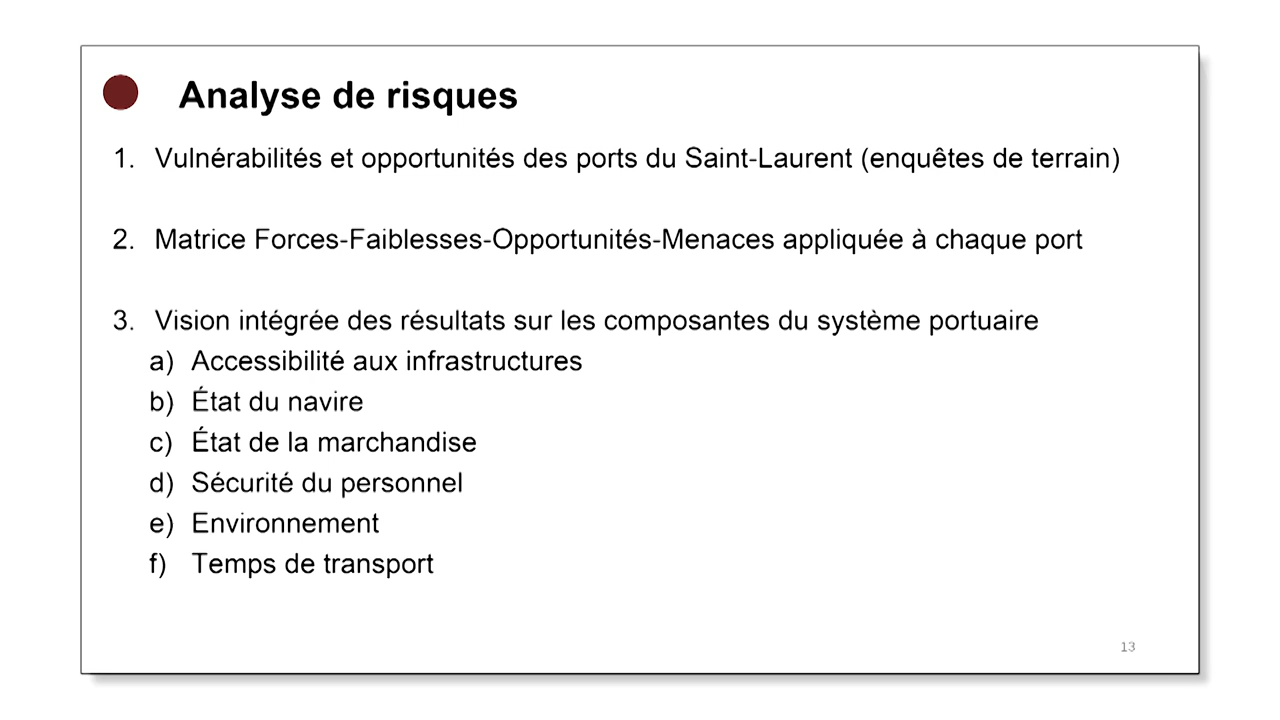 Analyse de risques
1. Vulnérabilités et opportunités des ports du Saint-Laurent (enquêtes de terrain)
2. Matrice Forces-Faiblesses-Opportunités-Menaces appliquée à chaque port
3. Vision intégrée des résultats sur les composantes du système portuaire
a) Accessibilité aux infrastructures
b) État du navire
c) État de la marchandise
d) Sécurité du personnel
e) Environnement
f) Temps de transport
13